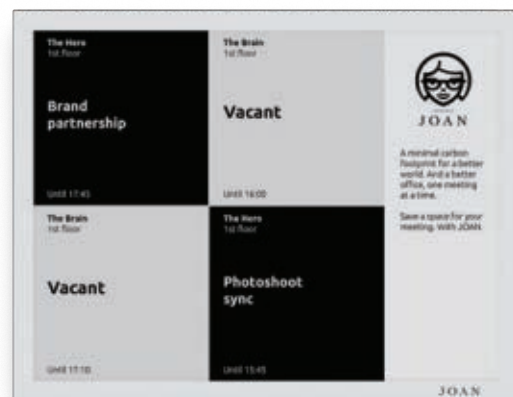 The Hero
1st floor
Brand
partnership
Until 17:45
The Brain
1st floor
Vacant
Until 16:00
The Brain
1st floor
Vacant
Until 17:10
The Hero
1st floor
Photoshoot
sync
Until 15:45
JOAN
A minimal carbon
footprint for a better
world. And a better
office, one meeting
at a time.
Save a space for your
meeting. With JOAN.
JOAN